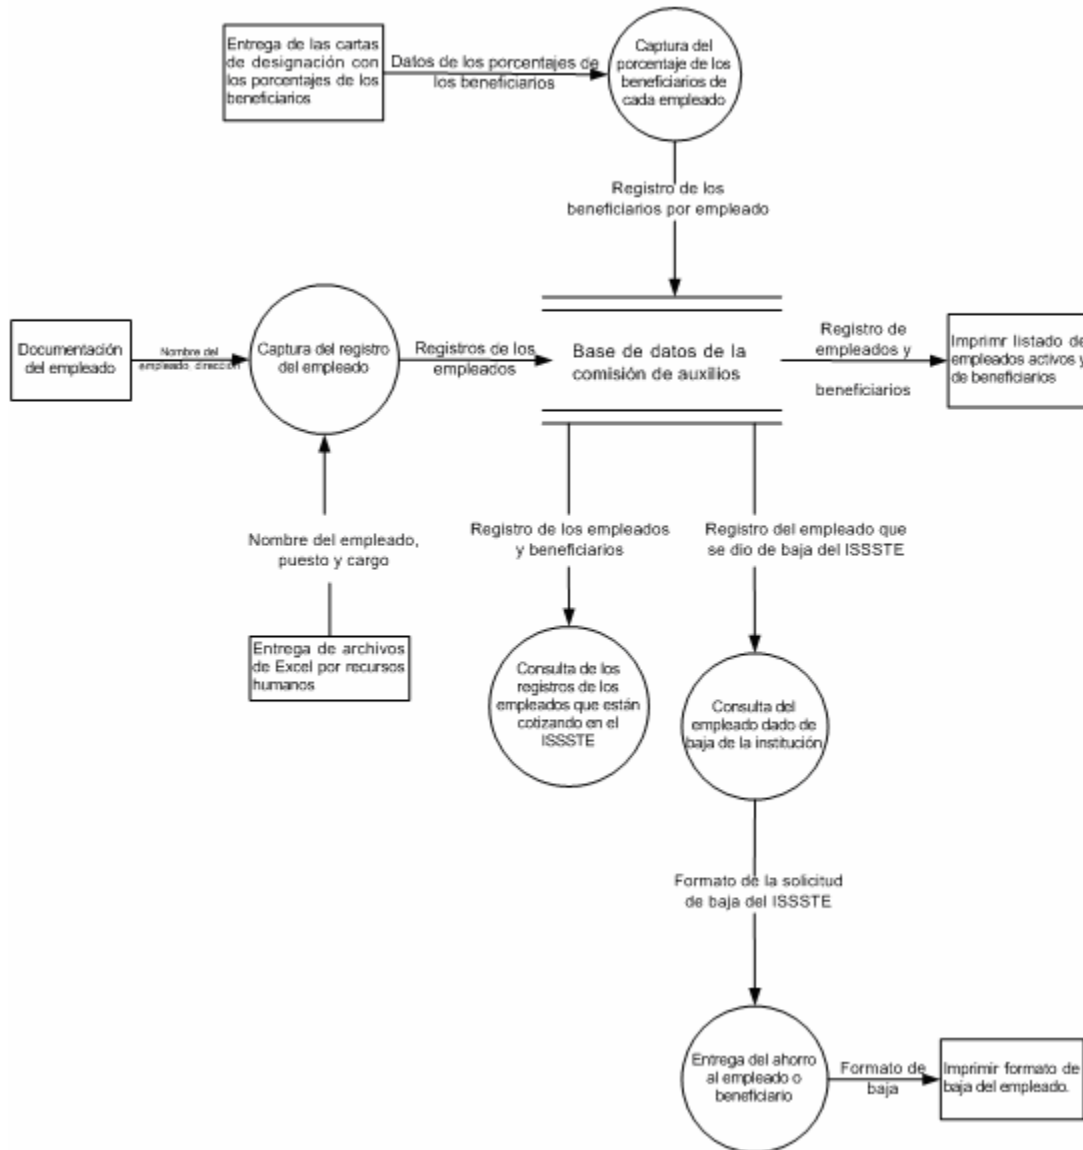 Entrega de las cartas
de designación con
los porcentajes de los
beneficiarios
Datos de los porcentajes de
los beneficiarios
Captura del
porcentaje de los
beneficiarios de
cada empleado
Registro de los
beneficiarios por empleado
Documentación
del empleado
Nombre del
empleado, dirección
Captura del registro
del empleado
Registros de los
empleados
Base de datos de la
comisión de auxilios
Registro de
empleados y
beneficiarios
Imprimr listado de
empleados activos y
de beneficiarios
Nombre del empleado,
puesto y cargo
Entrega de archivos
de Excel por recursos
humanos
Registro de los empleados
y beneficiarios
Registro del empleado que
se dio de baja del ISSSTE
Consulta de los
registros de los
empleados que están
cotizando en el
ISSSTE
Consulta del
empleado dado de
baja de la institución
Formato de la solicitud
de baja del ISSSTE
Entrega del ahorro
al empleado o
beneficiario
Formato de
baja
Imprimir formato de
baja del empleado.